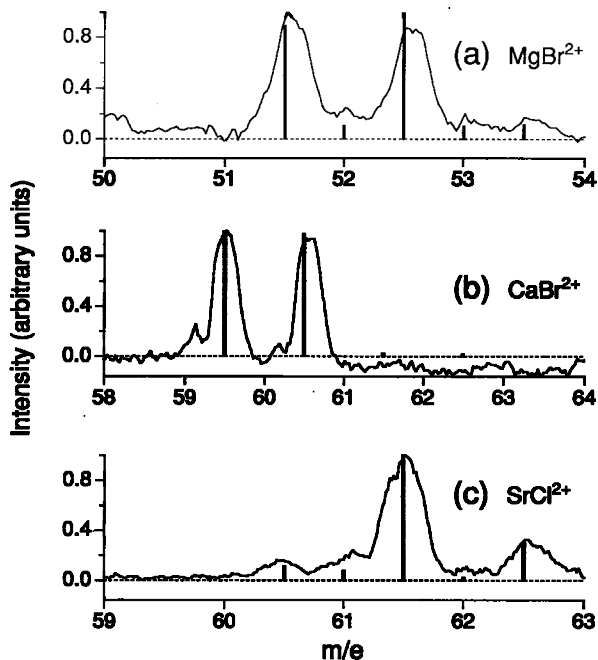 0.8
(a) MgBr²⁺
0.4
0.0
50 51 52 53 54
Intensity (arbitrary units)
0.8
(b) CaBr²⁺
0.4
0.0
58 59 60 61 62 63 64
0.8
(c) SrCl²⁺
0.4
0.0
59 60 61 62 63
m/e